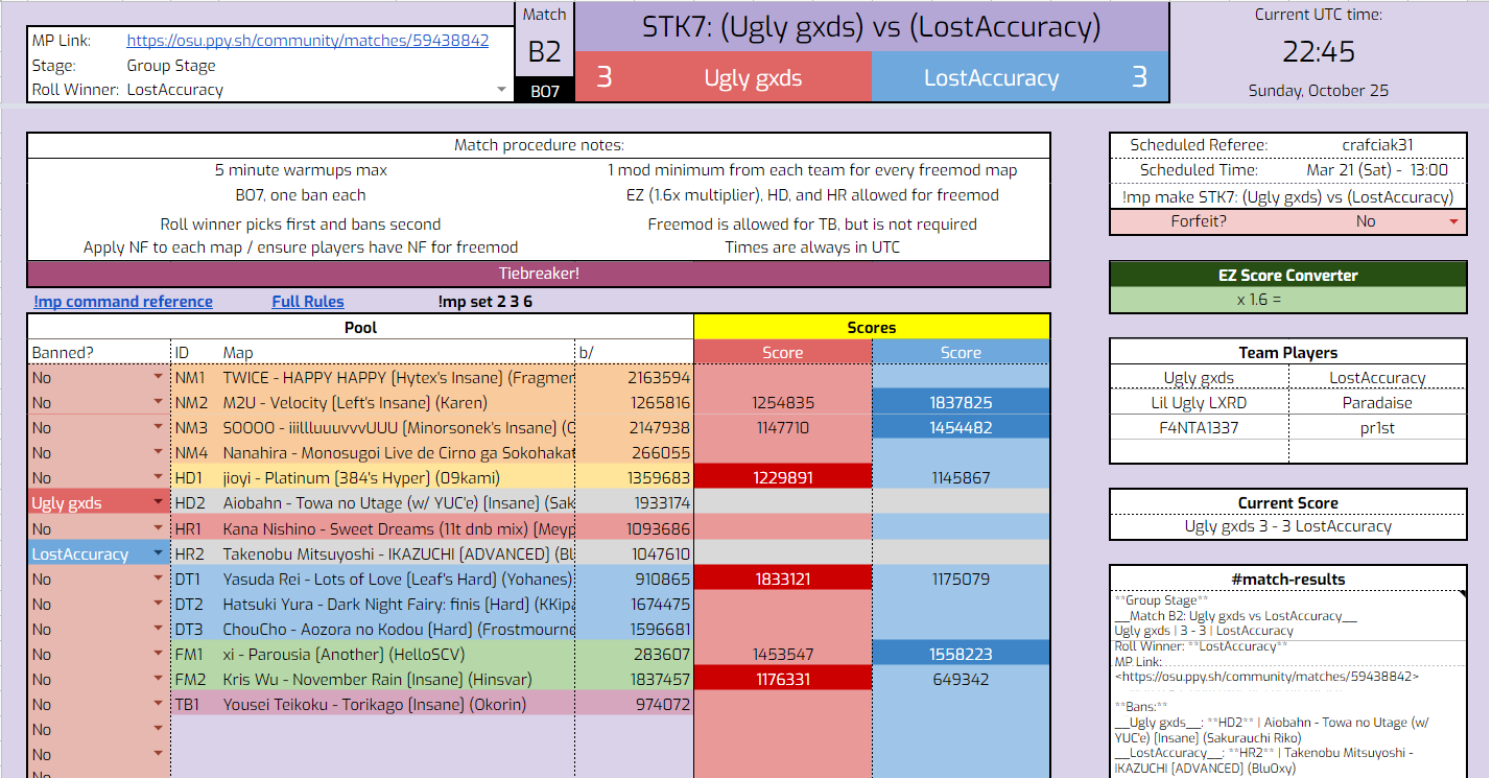 MP Link: https://osu.ppy.sh/community/matches/59438842
Stage: Group Stage
Roll Winner: LostAccuracy
Match
B2
BO7
STK7: (Ugly gxds) vs (LostAccuracy)
3 Ugly gxds LostAccuracy 3
Current UTC time:
22:45
Sunday, October 25
Match procedure notes:
5 minute warmups max 1 mod minimum from each team for every freemod map
BO7, one ban each EZ (1.6x multiplier), HD, and HR allowed for freemod
Roll winner picks first and bans second Freemod is allowed for TB, but is not required
Apply NF to each map / ensure players have NF for freemod Times are always in UTC
Tiebreaker!
!mp command reference Full Rules !mp set 2 3 6
Pool Scores
Banned? ID Map b/ Score Score
No NM1 TWICE - HAPPY HAPPY [Hytex's Insane] (Fragmen 2163594
No NM2 M2U - Velocity [Left's Insane] (Karen) 1265816 1254835 1837825
No NM3 SOOOO - iiillluuuvvvUUU [Minorsonek's Insane] (C 2147938 1147710 1454482
No NM4 Nanahira - Monosugoi Live de Cirno ga Sokohakat 266055
No HD1 jioyi - Platinum [384's Hyper] (09kami) 1359683 1229891 1145867
Ugly gxds HD2 Aiobahn - Towa no Utage (w/ YUC'e) [Insane] (Sak 1933174
No HR1 Kana Nishino - Sweet Dreams (11t dnb mix) [Meyp 1093686
LostAccuracy HR2 Takenobu Mitsuyoshi - IKAZUCHI [ADVANCED] (Bl 1047610
No DT1 Yasuda Rei - Lots of Love [Leaf's Hard] (Yohanes) 910865 1833121 1175079
No DT2 Hatsuki Yura - Dark Night Fairy: finis [Hard] (KKipa 1674475
No DT3 ChouCho - Aozora no Kodou [Hard] (Frostmourne 1596681
No FM1 xi - Parousia [Another] (HelloSCV) 283607 1453547 1558223
No FM2 Kris Wu - November Rain [Insane] (Hinsvar) 1837457 1176331 649342
No TB1 Yousei Teikoku - Torikago [Insane] (Okorin) 974072
No
No
No
Scheduled Referee: crafciak31
Scheduled Time: Mar 21 (Sat) - 13:00
!mp make STK7: (Ugly gxds) vs (LostAccuracy)
Forfeit? No
EZ Score Converter
x 1.6 =
Team Players
Ugly gxds LostAccuracy
Lil Ugly LXRD Paradaise
F4NTA1337 pr1st
Current Score
Ugly gxds 3 - 3 LostAccuracy
#match-results
**Group Stage**
__Match B2: Ugly gxds vs LostAccuracy__
Ugly gxds | 3 - 3 | LostAccuracy
Roll Winner: **LostAccuracy**
MP Link:
<https://osu.ppy.sh/community/matches/59438842>
**Bans:**
__Ugly gxds__: **HD2** | Aiobahn - Towa no Utage (w/
YUC'e) [Insane] (Sakurauchi Riko)
__LostAccuracy__: **HR2** | Takenobu Mitsuyoshi -
IKAZUCHI [ADVANCED] (BluOxy)